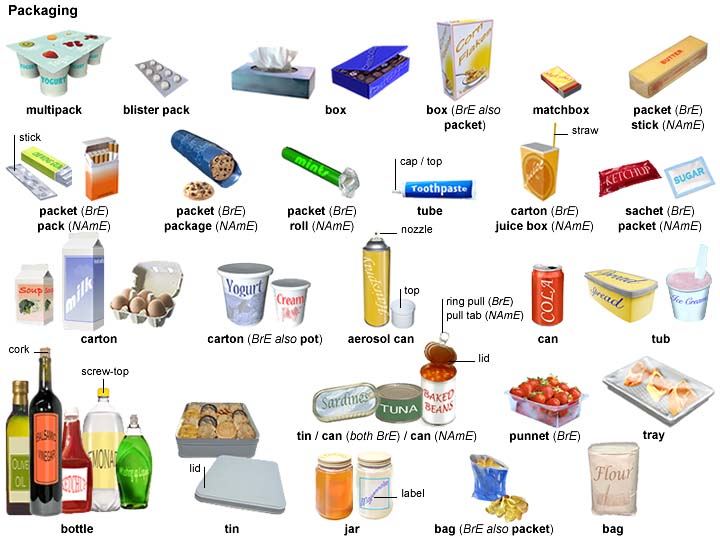 Packaging
YOGURT
YOGURT
YOGURT
Corn
Flakes
BUTTER
multipack
blister pack
box
box (BrE also
packet)
matchbox
packet (BrE)
stick (NAmE)
stick
straw
cap / top
mints
Toothpaste
Juice
KETCHUP
SUGAR
packet (BrE)
pack (NAmE)
packet (BrE)
package (NAmE)
packet (BrE)
roll (NAmE)
tube
carton (BrE)
juice box (NAmE)
sachet (BrE)
packet (NAmE)
nozzle
Soup
Soup
milk
Yogurt
Cream
Hairspray
top
COLA
Spread
Spread
Ice Cream
ring pull (BrE)
pull tab (NAmE)
carton
carton (BrE also pot)
aerosol can
can
tub
cork
screw-top
lid
OLIVE
OIL
BALSAMIC
VINEGAR
KETCHUP
LEMONADE
Washing up Liquid
Sardines
TUNA
BAKED
BEANS
tin / can (both BrE) / can (NAmE)
punnet (BrE)
tray
lid
label
Flour
bottle
tin
jar
bag (BrE also packet)
bag